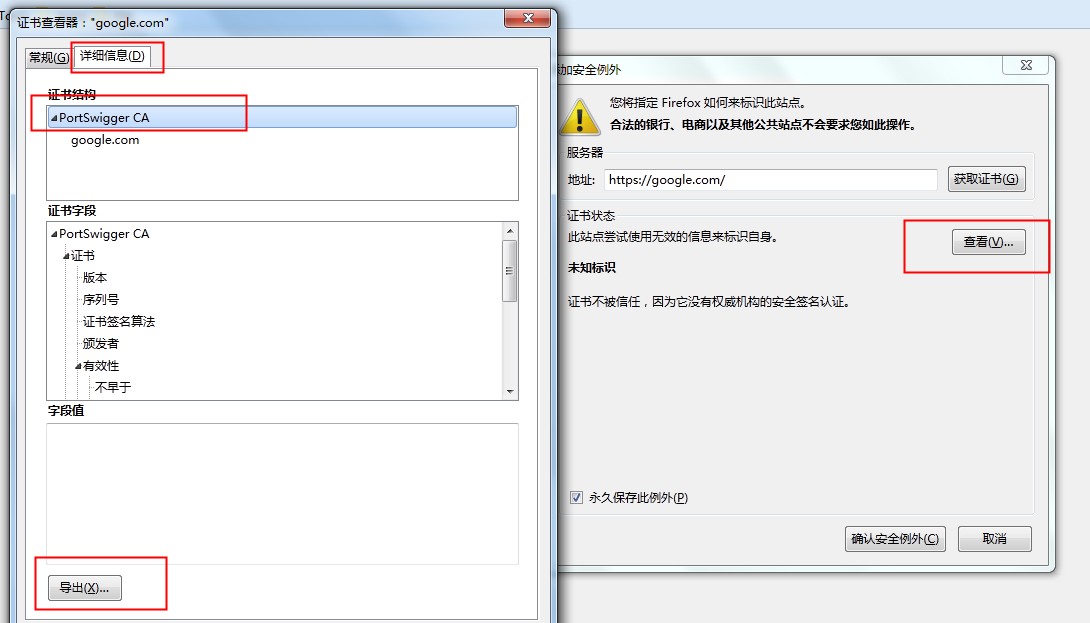 To
证书查看器："google.com"
常规(G)
详细信息(D)
证书结构
PortSwigger CA
google.com
证书字段
PortSwigger CA
证书
版本
序列号
证书签名算法
颁发者
有效性
不早于
字段值
导出(X)...
加安全例外
您将指定 Firefox 如何来标识此站点。
合法的银行、电商以及其他公共站点不会要求您如此操作。
服务器
地址:
https://google.com/
获取证书(G)
证书状态
此站点尝试使用无效的信息来标识自身。
查看(V)...
未知标识
证书不被信任，因为它没有权威机构的安全签名认证。
永久保存此例外(P)
确认安全例外(C)
取消